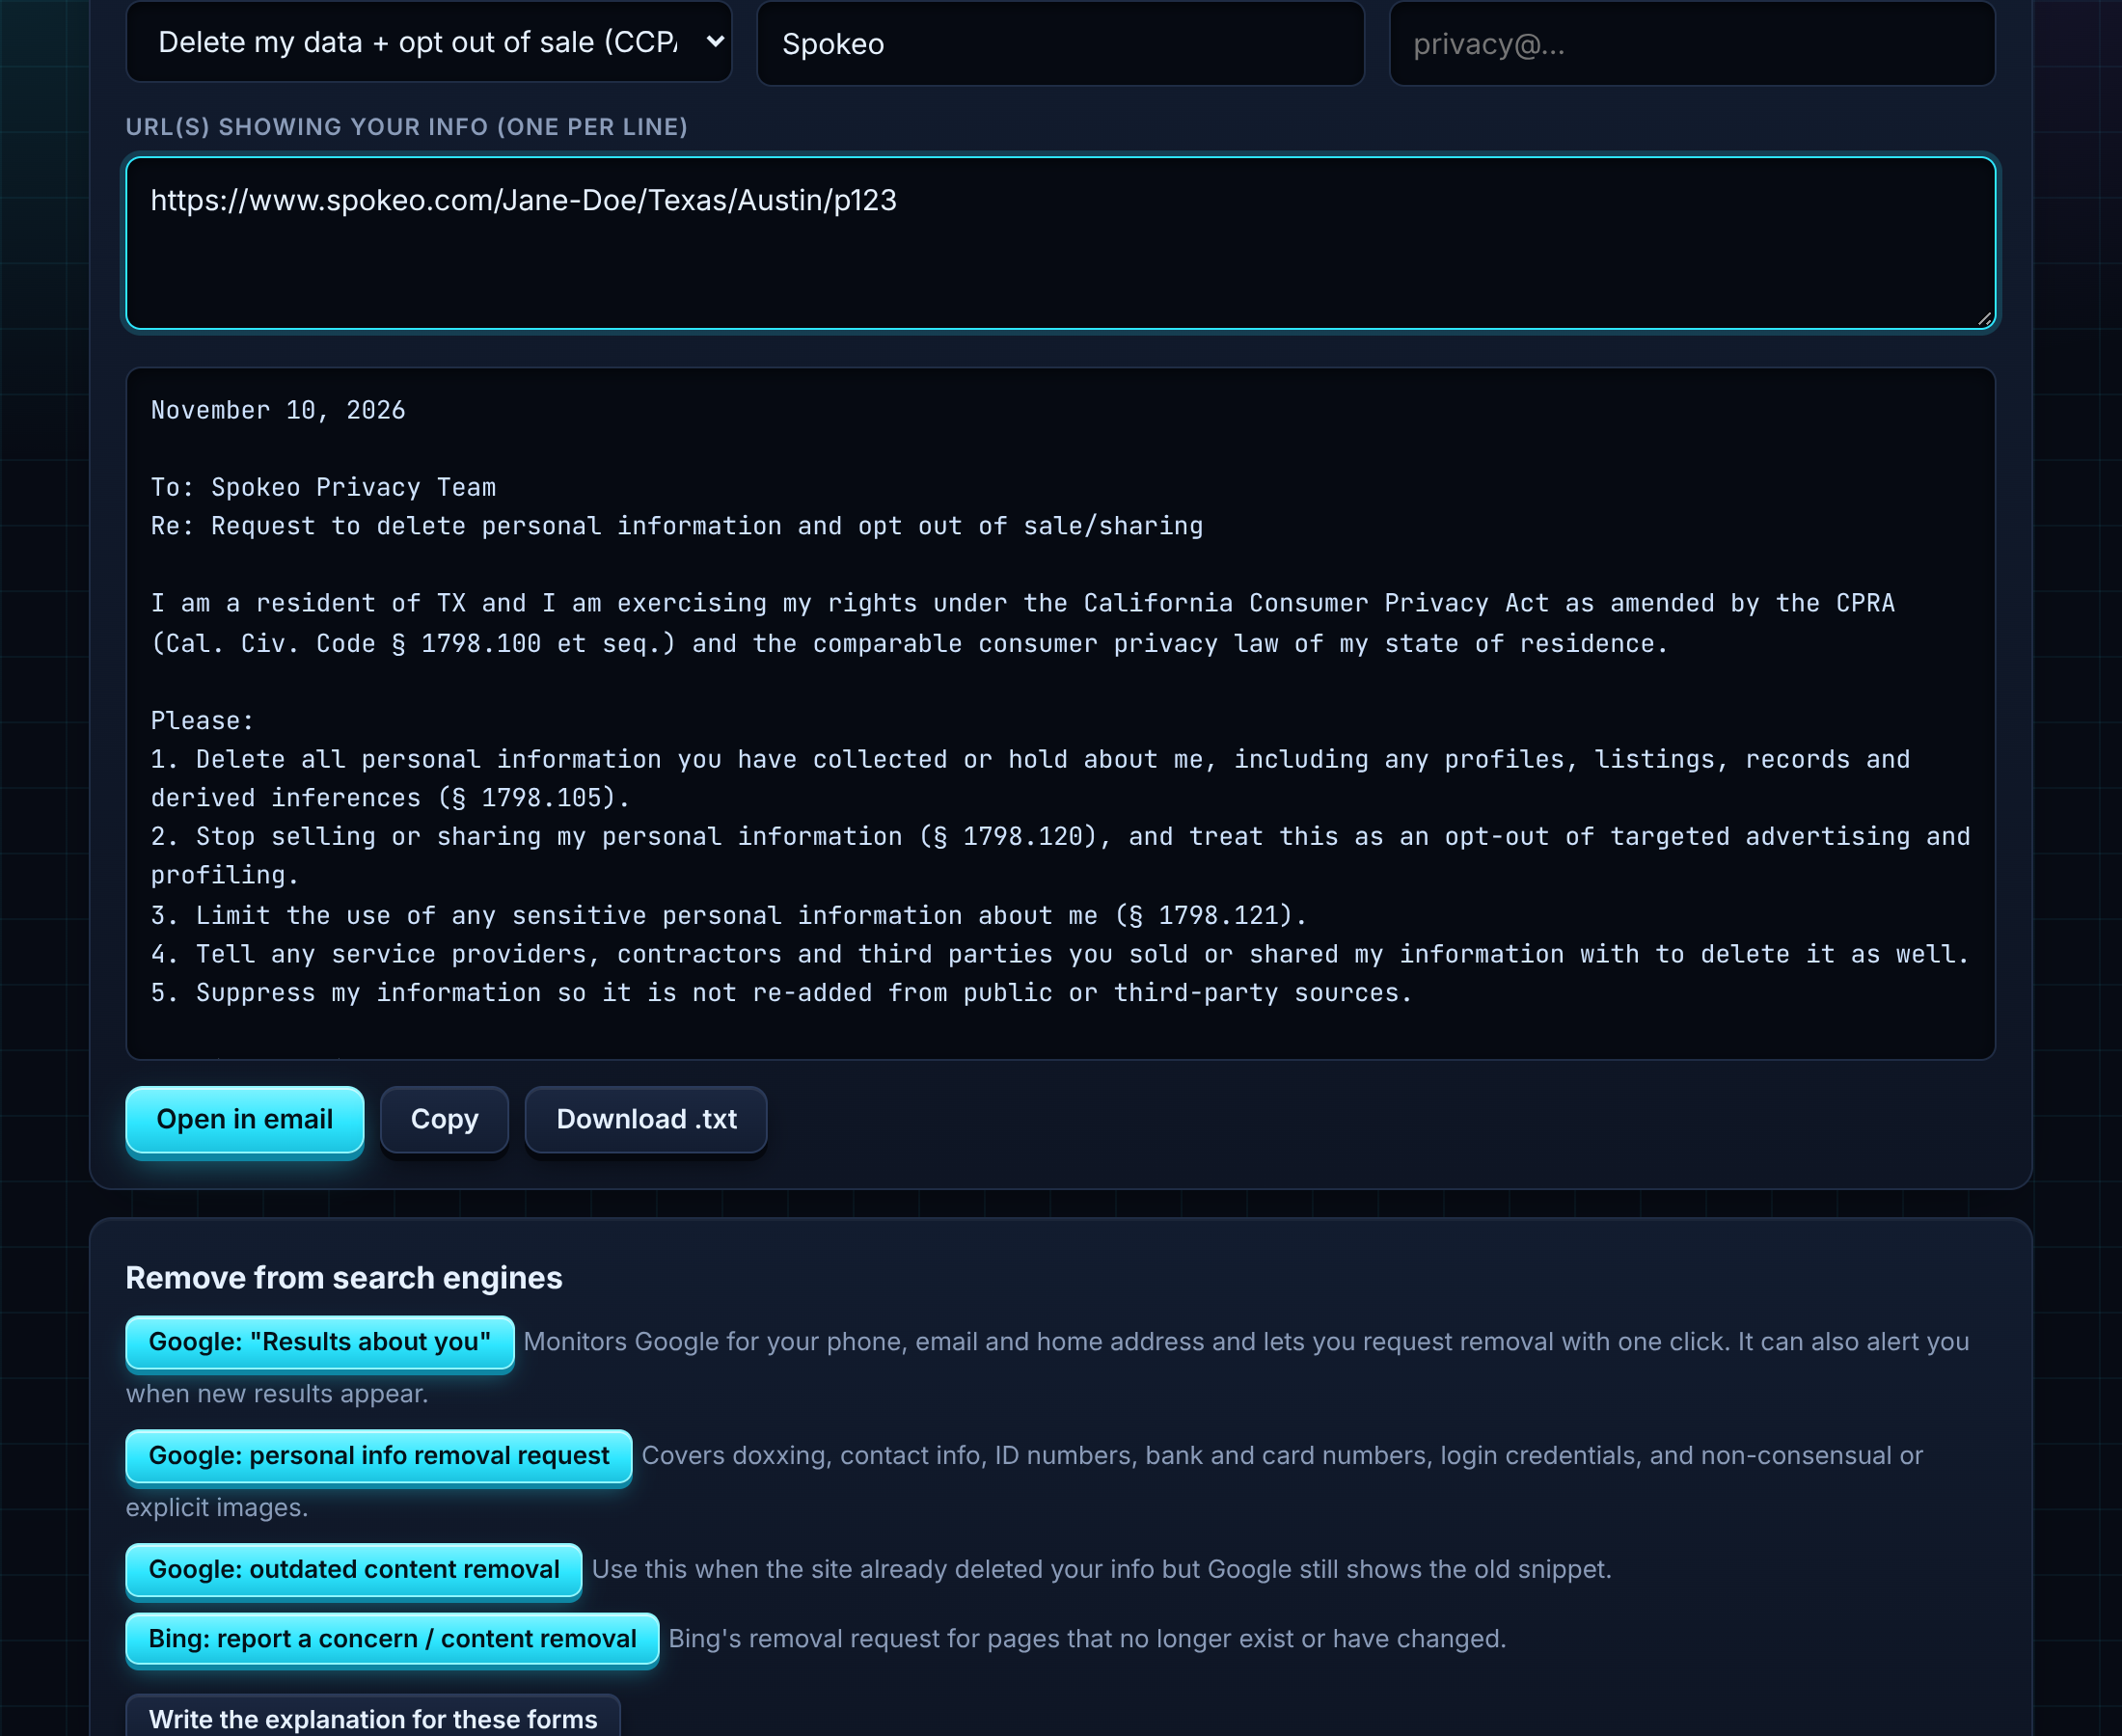 Delete my data + opt out of sale (CCPA
Spokeo
privacy@...
URL(S) SHOWING YOUR INFO (ONE PER LINE)
https://www.spokeo.com/Jane-Doe/Texas/Austin/p123
November 10, 2026
To: Spokeo Privacy Team
Re: Request to delete personal information and opt out of sale/sharing
I am a resident of TX and I am exercising my rights under the California Consumer Privacy Act as amended by the CPRA
(Cal. Civ. Code § 1798.100 et seq.) and the comparable consumer privacy law of my state of residence.
Please:
1. Delete all personal information you have collected or hold about me, including any profiles, listings, records and
derived inferences (§ 1798.105).
2. Stop selling or sharing my personal information (§ 1798.120), and treat this as an opt-out of targeted advertising and
profiling.
3. Limit the use of any sensitive personal information about me (§ 1798.121).
4. Tell any service providers, contractors and third parties you sold or shared my information with to delete it as well.
5. Suppress my information so it is not re-added from public or third-party sources.
Open in email
Copy
Download .txt
Remove from search engines
Google: "Results about you" Monitors Google for your phone, email and home address and lets you request removal with one click. It can also alert you
when new results appear.
Google: personal info removal request Covers doxxing, contact info, ID numbers, bank and card numbers, login credentials, and non-consensual or
explicit images.
Google: outdated content removal Use this when the site already deleted your info but Google still shows the old snippet.
Bing: report a concern / content removal Bing's removal request for pages that no longer exist or have changed.
Write the explanation for these forms